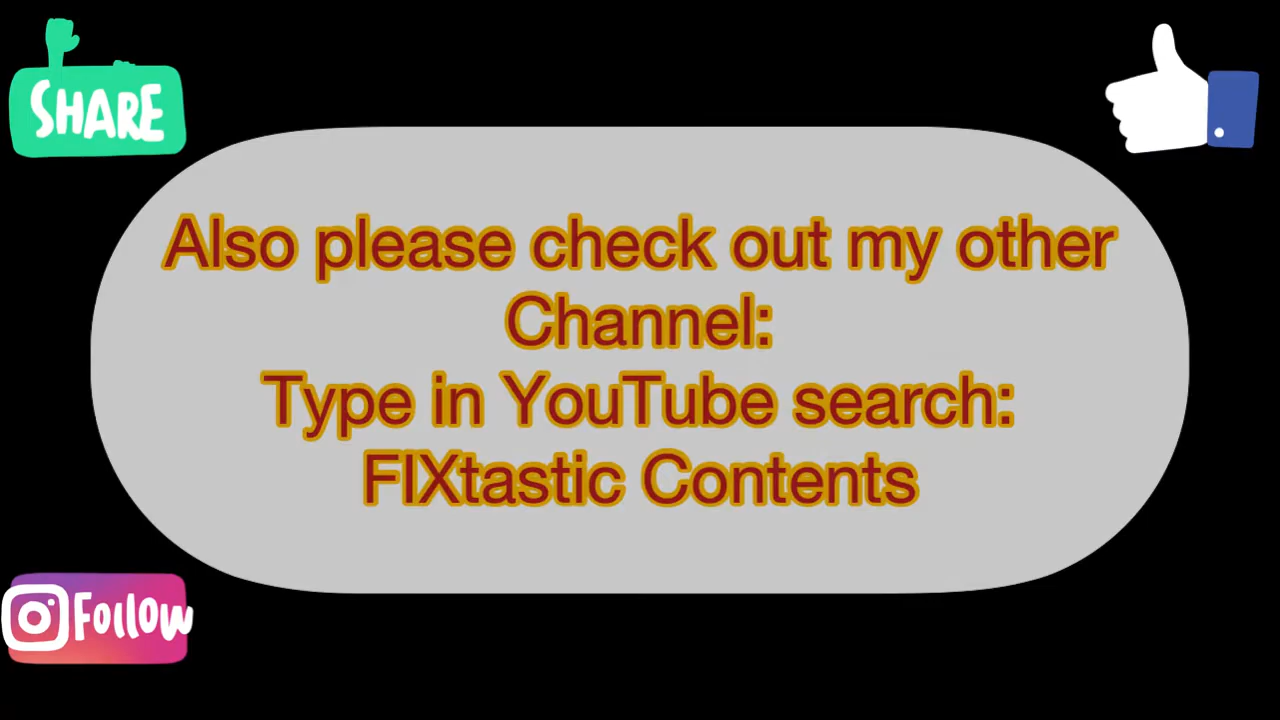 SHARE
Also please check out my other
Channel:
Type in YouTube search:
FIXtastic Contents
Follow